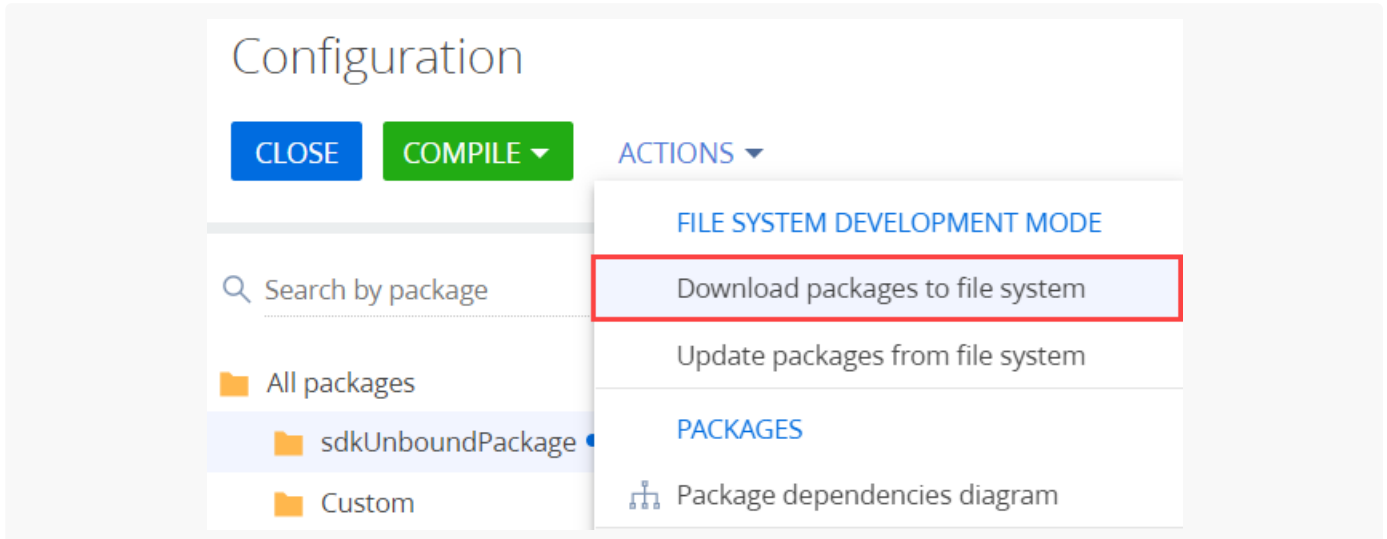 Configuration
CLOSE
COMPILE
ACTIONS
FILE SYSTEM DEVELOPMENT MODE
Search by package
Download packages to file system
Update packages from file system
All packages
sdkUnboundPackage
PACKAGES
Custom
Package dependencies diagram